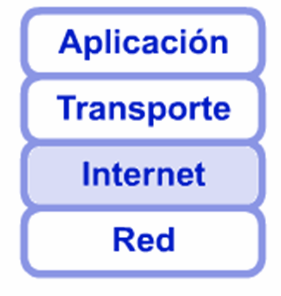 Aplicación
Transporte
Internet
Red